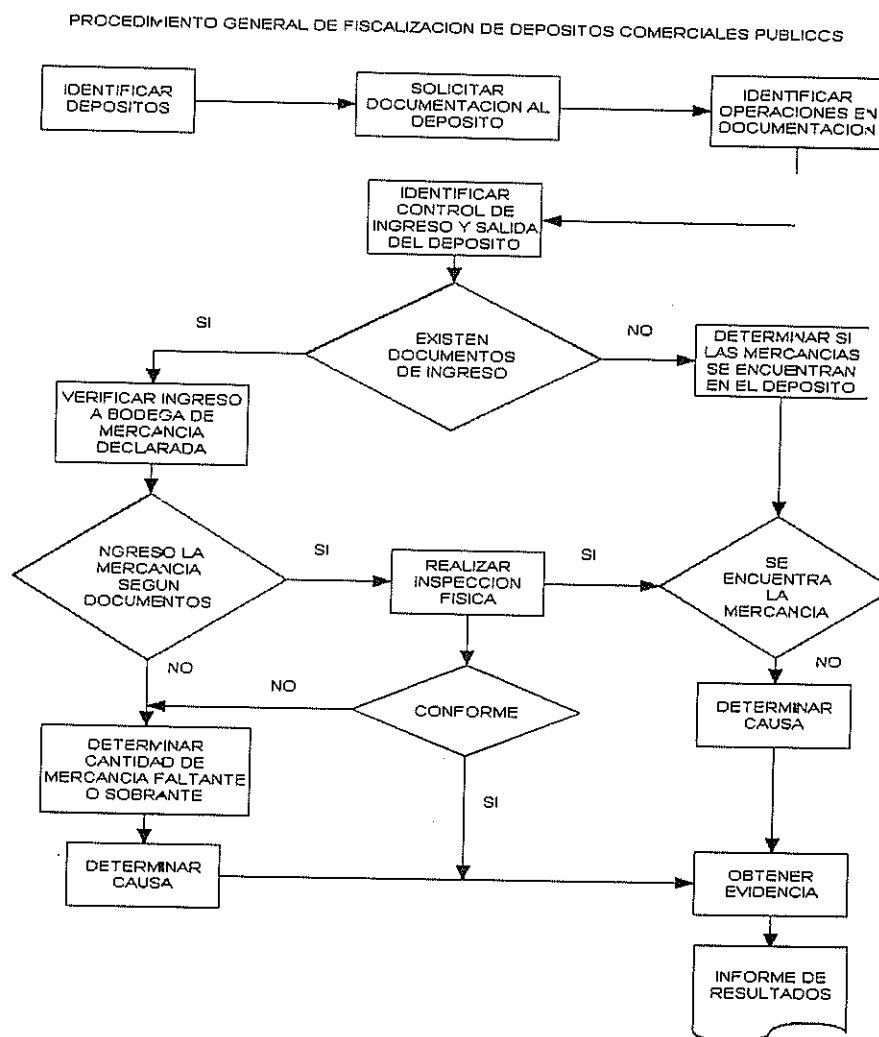 PROCEDIMIENTO GENERAL DE FISCALIZACION DE DEPOSITOS COMERCIALES PUBLICCS
IDENTIFICAR
DEPOSITOS
SOLICITAR
DOCUMENTACION AL
DEPOSITO
IDENTIFICAR
OPERACIONES EN
DOCUMENTACION
IDENTIFICAR
CONTROL DE
INGRESO Y SALIDA
DEL DEPOSITO
SI
EXISTEN
DOCUMENTOS
DE INGRESO
NO
DETERMINAR SI
LAS MERCANCIAS
SE ENCUENTRAN
EN EL DEPOSITO
VERIFICAR INGRESO
A BODEGA DE
MERCANCIA
DECLARADA
NGRESO LA
MERCANCIA
SEGUN
DOCUMENTOS
SI
REALIZAR
INSPECCION
FISICA
SI
SE
ENCUENTRA
LA
MERCANCIA
NO
NO
CONFORME
NO
DETERMINAR
CAUSA
DETERMINAR
CANTIDAD DE
MERCANCIA FALTANTE
O SOBRANTE
SI
DETERMINAR
CAUSA
OBTENER
EVIDENCIA
INFORME DE
RESULTADOS